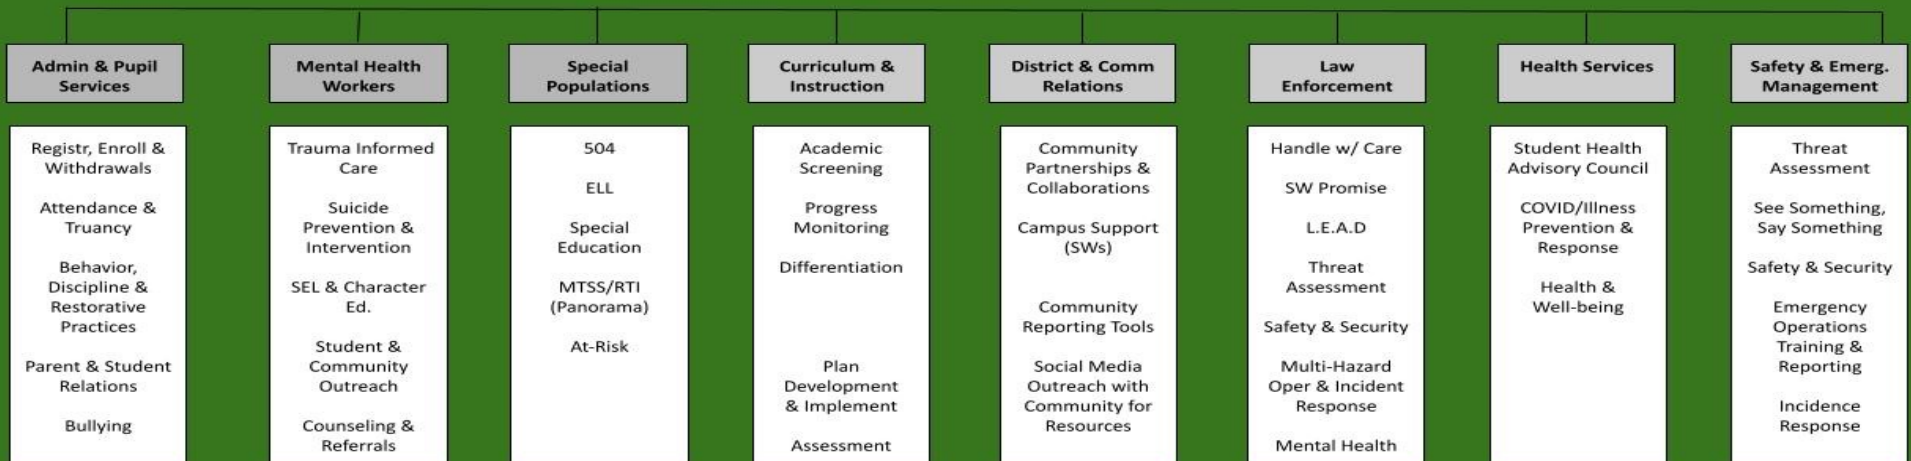 Admin & Pupil
Services
Mental Health
Workers
Special
Populations
Curriculum &
Instruction
District & Comm
Relations
Law
Enforcement
Health Services
Safety & Emerg.
Management
Registr, Enroll &
Withdrawals
Attendance &
Truancy
Behavior,
Discipline &
Restorative
Practices
Parent & Student
Relations
Bullying
Trauma Informed
Care
Suicide
Prevention &
Intervention
SEL & Character
Ed.
Student &
Community
Outreach
Counseling &
Referrals
504
ELL
Special
Education
MTSS/RTI
(Panorama)
At-Risk
Academic
Screening
Progress
Monitoring
Differentiation
Plan
Development
& Implement
Assessment
Community
Partnerships &
Collaborations
Campus Support
(SWs)
Community
Reporting Tools
Social Media
Outreach with
Community for
Resources
Handle w/ Care
SW Promise
L.E.A.D
Threat
Assessment
Safety & Security
Multi-Hazard
Oper & Incident
Response
Mental Health
Student Health
Advisory Council
COVID/Illness
Prevention &
Response
Health &
Well-being
Threat
Assessment
See Something,
Say Something
Safety & Security
Emergency
Operations
Training &
Reporting
Incidence
Response